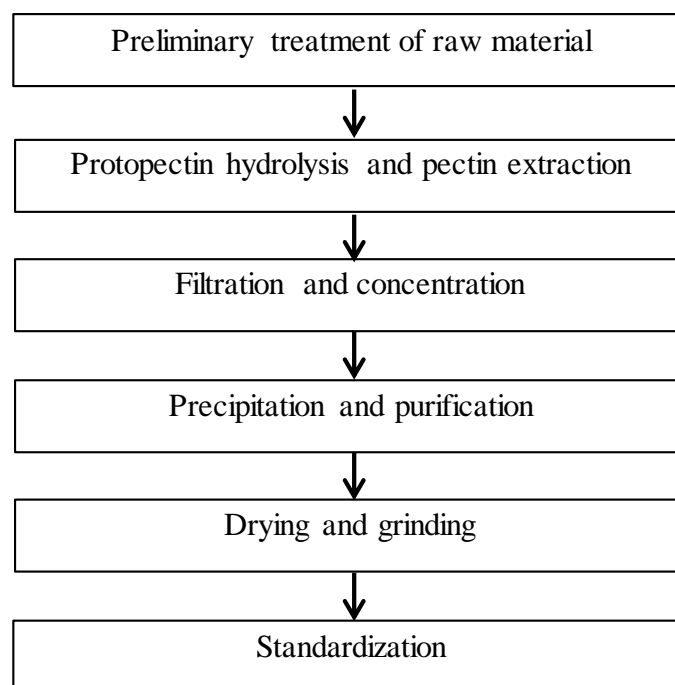 Preliminary treatment of raw material
Protopectin hydrolysis and pectin extraction
Filtration and concentration
Precipitation and purification
Drying and grinding
Standardization